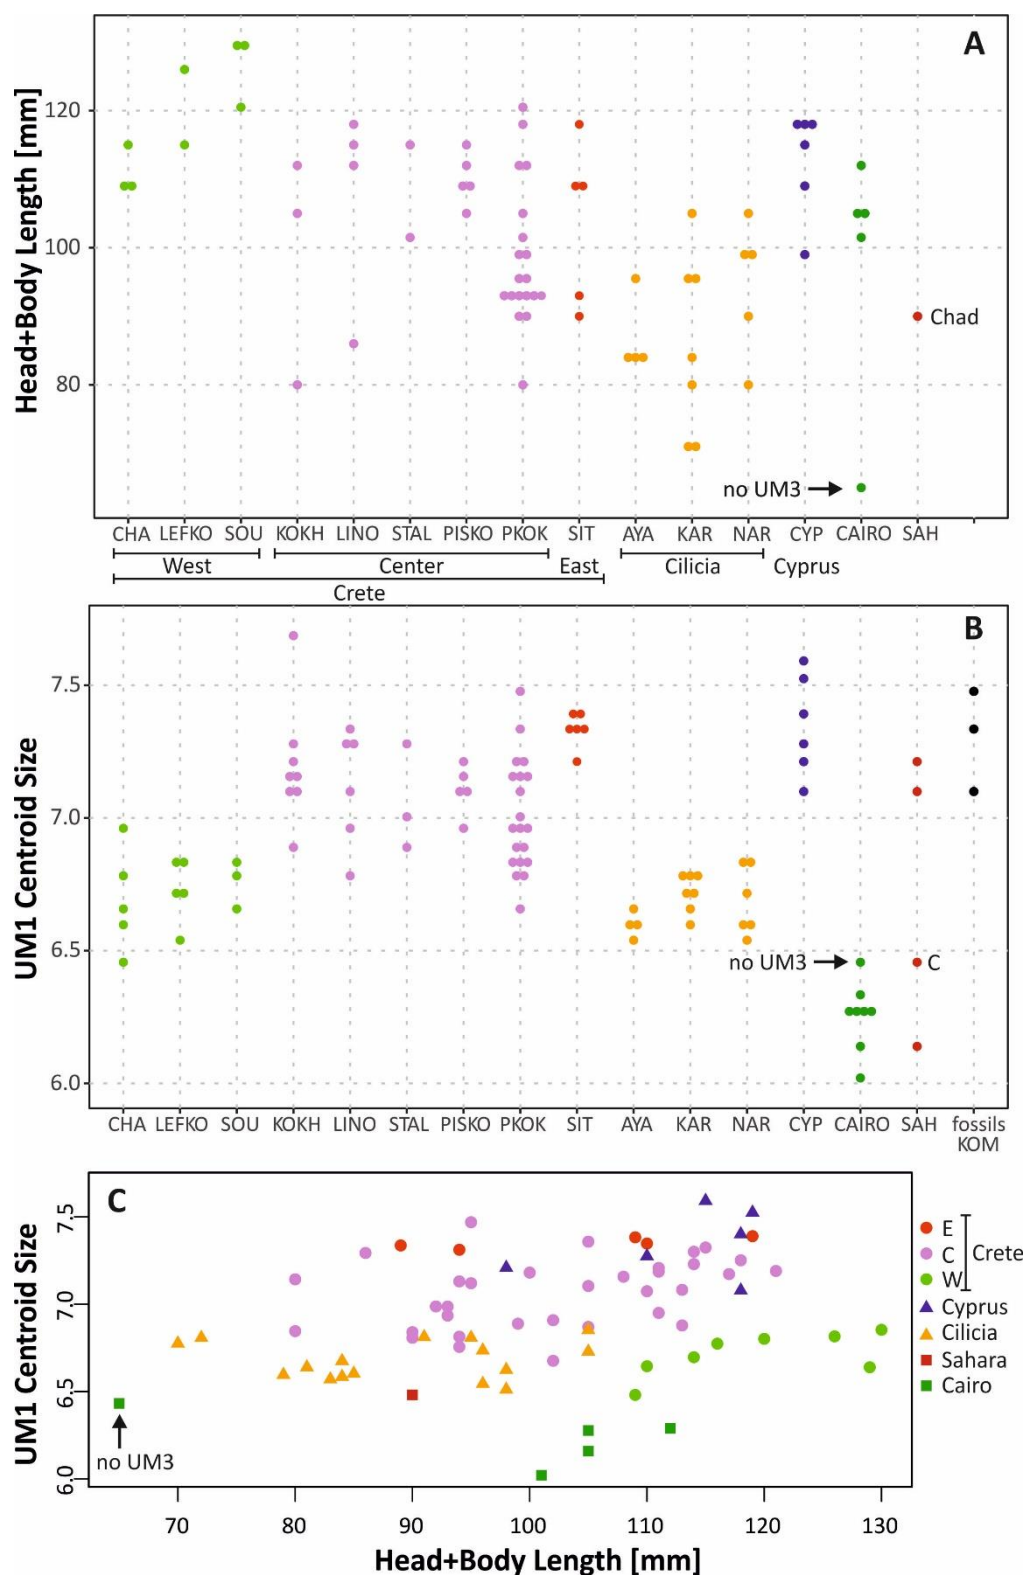 A
Head+Body Length [mm]
120
100
80
Chad
no UM3
CHA LEFKO SOU KOKH LINO STAL PISKO PKOK SIT AYA KAR NAR CYP CAIRO SAH
West Center East Cilicia Cyprus
Crete
B
UM1 Centroid Size
7.5
7.0
6.5
6.0
no UM3
C
CHA LEFKO SOU KOKH LINO STAL PISKO PKOK SIT AYA KAR NAR CYP CAIRO SAH fossils
KOM
C
UM1 Centroid Size
7.5
7.0
6.5
6.0
no UM3
E
C
W
Crete
Cyprus
Cilicia
Sahara
Cairo
70 80 90 100 110 120 130
Head+Body Length [mm]